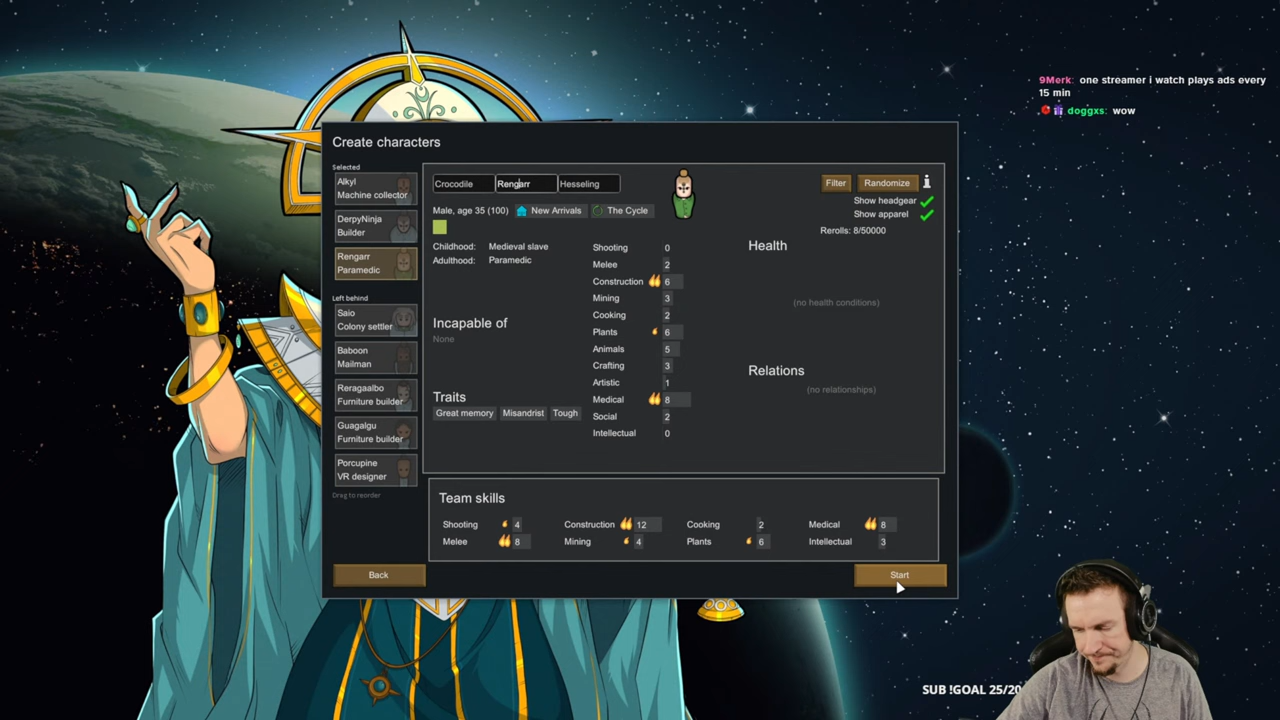 9Merk: one streamer i watch plays ads every
15 min
doggxs: wow
Create characters
Selected
Alkyl
Machine collector
DerpyNinja
Builder
Rengarr
Paramedic
Left behind
Saio
Colony settler
Baboon
Mailman
Reragaalbo
Furniture builder
Guagalgu
Furniture builder
Porcupine
VR designer
Drag to reorder
Crocodile Rengarr Hesseling
Male, age 35 (100) New Arrivals The Cycle
Childhood: Medieval slave
Adulthood: Paramedic
Incapable of
None
Traits
Great memory Misandrist Tough
Shooting 0
Melee 2
Construction 6
Mining 3
Cooking 2
Plants 6
Animals 5
Crafting 3
Artistic 1
Medical 8
Social 2
Intellectual 0
Filter Randomize
Show headgear
Show apparel
Rerolls: 8/50000
Health
(no health conditions)
Relations
(no relationships)
Team skills
Shooting 4 Construction 12 Cooking 2 Medical 8
Melee 8 Mining 4 Plants 6 Intellectual 3
Back Start
SUB !GOAL 25/20